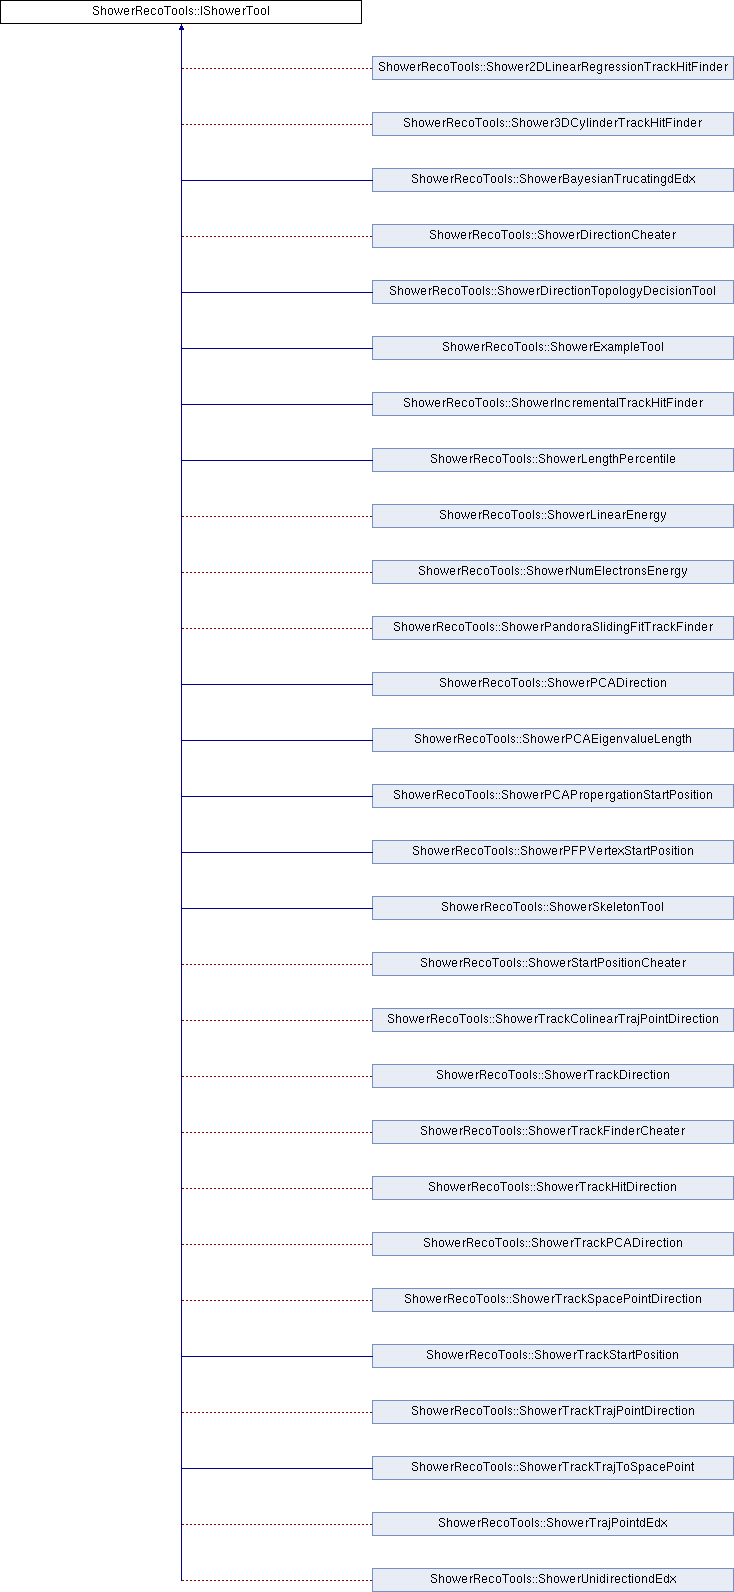 ShowerRecoTools::IShowerTool
ShowerRecoTools::Shower2DLinearRegressionTrackHitFinder
ShowerRecoTools::Shower3DCylinderTrackHitFinder
ShowerRecoTools::ShowerBayesianTrucatingdEdx
ShowerRecoTools::ShowerDirectionCheater
ShowerRecoTools::ShowerDirectionTopologyDecisionTool
ShowerRecoTools::ShowerExampleTool
ShowerRecoTools::ShowerIncrementalTrackHitFinder
ShowerRecoTools::ShowerLengthPercentile
ShowerRecoTools::ShowerLinearEnergy
ShowerRecoTools::ShowerNumElectronsEnergy
ShowerRecoTools::ShowerPandoraSlidingFitTrackFinder
ShowerRecoTools::ShowerPCADirection
ShowerRecoTools::ShowerPCAEigenvalueLength
ShowerRecoTools::ShowerPCAPropergationStartPosition
ShowerRecoTools::ShowerPFPVertexStartPosition
ShowerRecoTools::ShowerSkeletonTool
ShowerRecoTools::ShowerStartPositionCheater
ShowerRecoTools::ShowerTrackColinearTrajPointDirection
ShowerRecoTools::ShowerTrackDirection
ShowerRecoTools::ShowerTrackFinderCheater
ShowerRecoTools::ShowerTrackHitDirection
ShowerRecoTools::ShowerTrackPCADirection
ShowerRecoTools::ShowerTrackSpacePointDirection
ShowerRecoTools::ShowerTrackStartPosition
ShowerRecoTools::ShowerTrackTrajPointDirection
ShowerRecoTools::ShowerTrackTrajToSpacePoint
ShowerRecoTools::ShowerTrajPointdEdx
ShowerRecoTools::ShowerUnidirectiondEdx